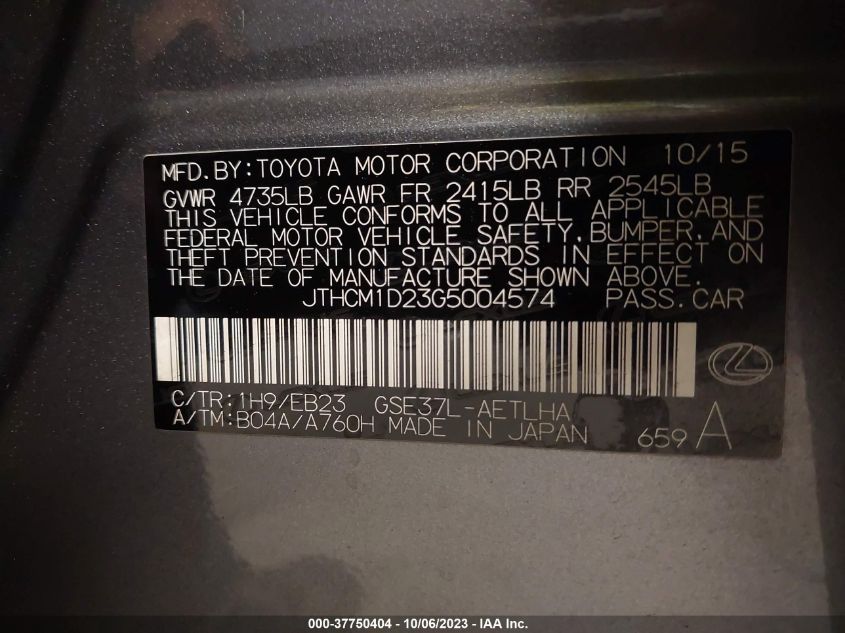 MFD.BY:TOYOTA MOTOR CORPORATION 10/15
GVWR 4735LB GAWR FR 2415LB RR 2545LB
THIS VEHICLE CONFORMS TO ALL APPLICABLE
FEDERAL MOTOR VEHICLE SAFETY,BUMPER,AND
THEFT PREVENTION STANDARDS IN EFFECT ON
THE DATE OF MANUFACTURE SHOWN ABOVE.
JTHCM1D23G5004574 PASS.CAR
C/TR:1H9/EB23 GSE37L-AETLHA
A/TM:B04A/A760H MADE IN JAPAN 659 A
000-37750404 - 10/06/2023 - IAA Inc.